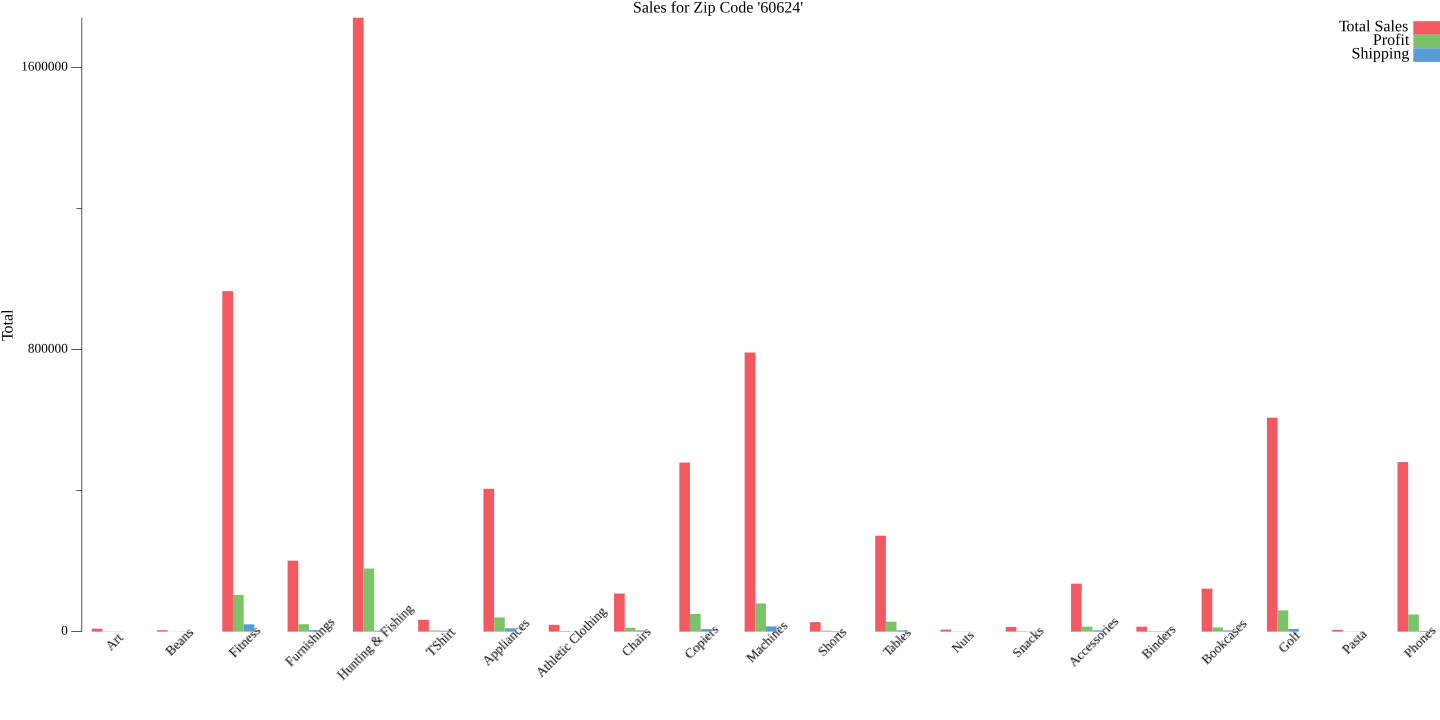 Sales for Zip Code '60624'
Total Sales
Profit
Shipping
1600000
800000
0
Total
Art
Beans
Fitness
Furnishings
Hunting & Fishing
TShirt
Appliances
Athletic Clothing
Chairs
Copiers
Machines
Shorts
Tables
Nuts
Snacks
Accessories
Binders
Bookcases
Golf
Pasta
Phones